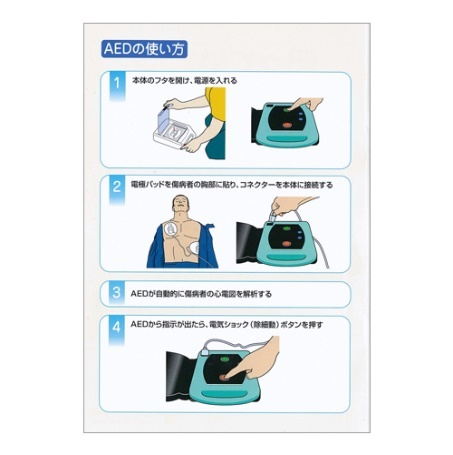 AEDの使い方
1 本体のフタを開け、電源を入れる
2 電極パッドを傷病者の胸部に貼り、コネクターを本体に接続する
3 AEDが自動的に傷病者の心電図を解析する
4 AEDから指示が出たら、電気ショック(除細動)ボタンを押す